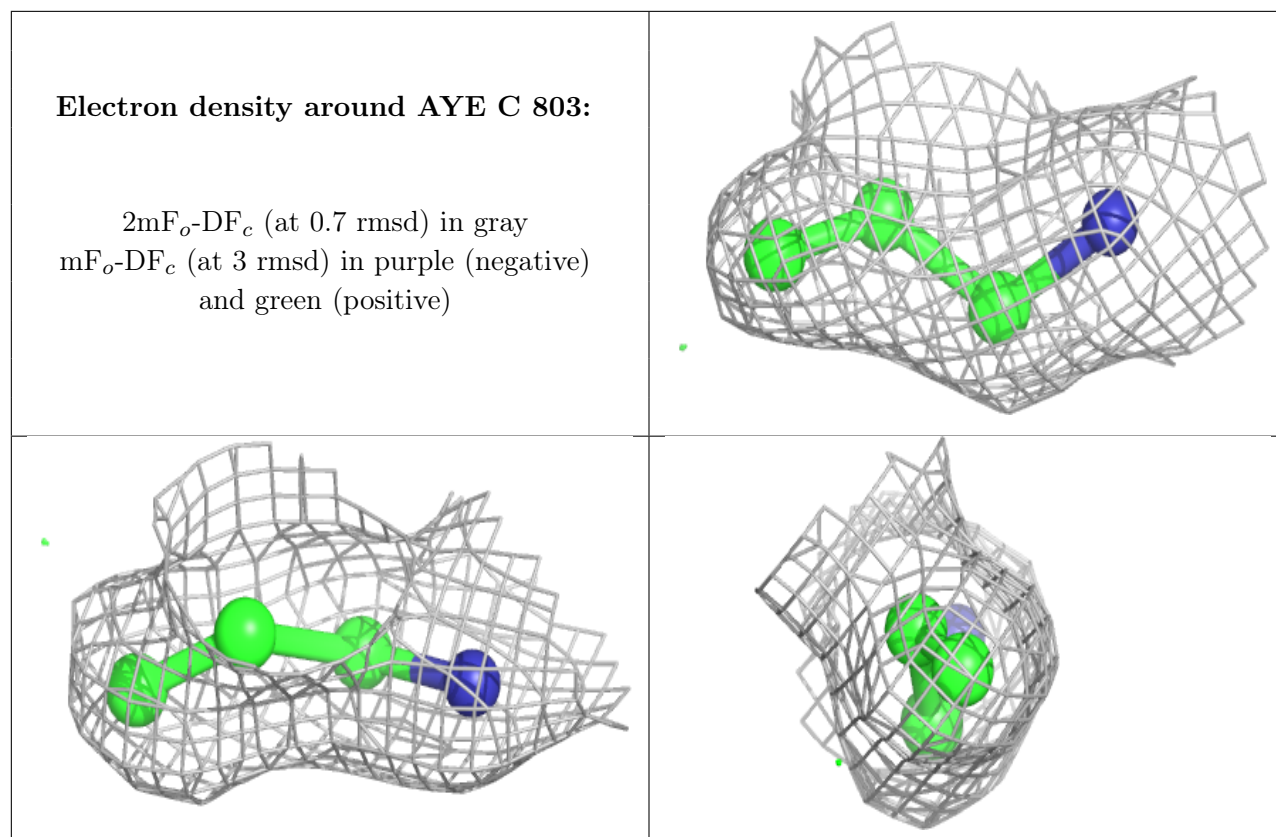 Electron density around AYE C 803:
2mFo-DFc (at 0.7 rmsd) in gray
mFo-DFc (at 3 rmsd) in purple (negative)
and green (positive)